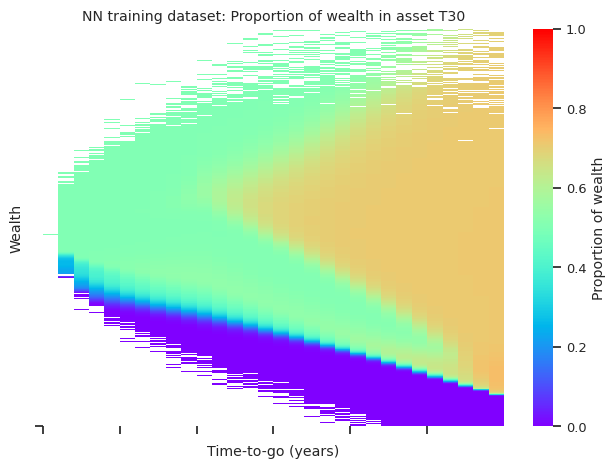 NN training dataset: Proportion of wealth in asset T30
1.0
0.8
0.6
0.4
0.2
0.0
Proportion of wealth
Wealth
Time-to-go (years)